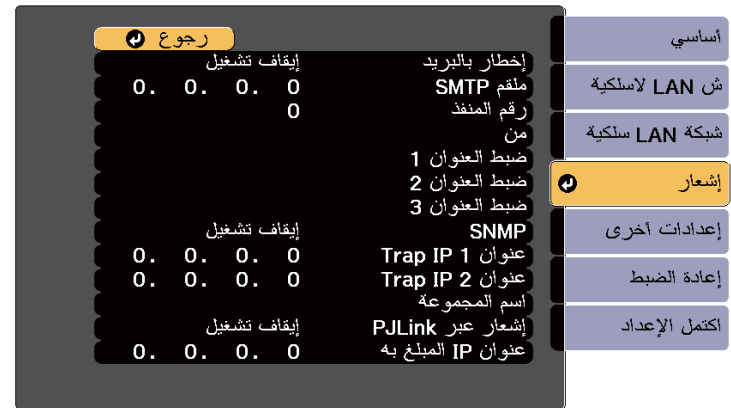 أساسي
ش LAN لاسلكية
شبكة LAN سلكية
إشعار
إعدادات أخرى
إعادة الضبط
اكتمل الإعداد
رجوع
إخطار بالبريد إيقاف تشغيل
ملقم SMTP 0. 0. 0. 0
رقم المنفذ 0
من
ضبط العنوان 1
ضبط العنوان 2
ضبط العنوان 3
SNMP إيقاف تشغيل
عنوان Trap IP 1 0. 0. 0. 0
عنوان Trap IP 2 0. 0. 0. 0
اسم المجموعة
إشعار عبر PJLink إيقاف تشغيل
عنوان IP المبلغ به 0. 0. 0. 0